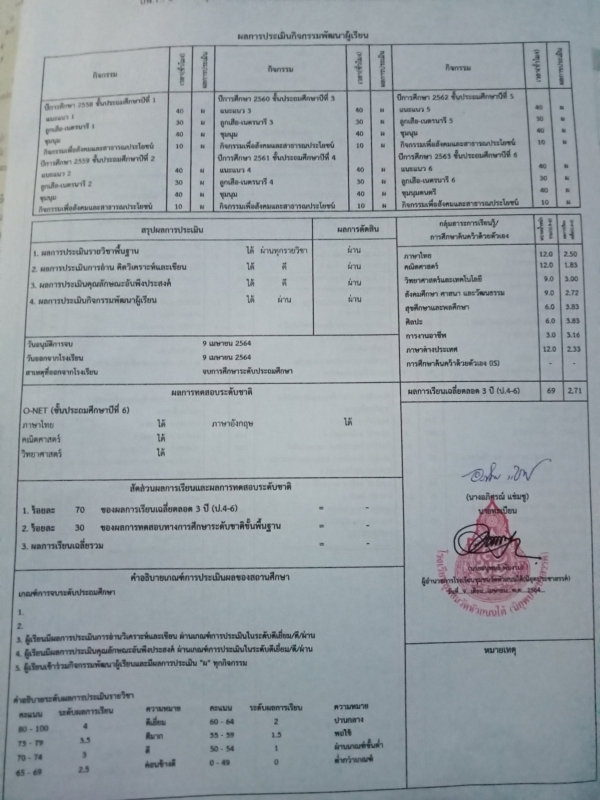 ผลการประเมินกิจกรรมพัฒนาผู้เรียน
กิจกรรม เวลา(ชั่วโมง) ผลการประเมิน กิจกรรม เวลา(ชั่วโมง) ผลการประเมิน กิจกรรม เวลา(ชั่วโมง) ผลการประเมิน
ปีการศึกษา 2558 ชั้นประถมศึกษาปีที่ 1 ปีการศึกษา 2560 ชั้นประถมศึกษาปีที่ 3 ปีการศึกษา 2562 ชั้นประถมศึกษาปีที่ 5
แนะแนว 1 40 ผ แนะแนว 3 40 ผ แนะแนว 5 40 ผ
ลูกเสือ-เนตรนารี 1 30 ผ ลูกเสือ-เนตรนารี 3 30 ผ ลูกเสือ-เนตรนารี 5 30 ผ
ชุมนุม 40 ผ ชุมนุม 40 ผ ชุมนุม 40 ผ
กิจกรรมเพื่อสังคมและสาธารณประโยชน์ 10 ผ กิจกรรมเพื่อสังคมและสาธารณประโยชน์ 10 ผ กิจกรรมเพื่อสังคมและสาธารณประโยชน์ 10 ผ
ปีการศึกษา 2559 ชั้นประถมศึกษาปีที่ 2 ปีการศึกษา 2561 ชั้นประถมศึกษาปีที่ 4 ปีการศึกษา 2563 ชั้นประถมศึกษาปีที่ 6
แนะแนว 2 40 ผ แนะแนว 4 40 ผ แนะแนว 6 40 ผ
ลูกเสือ-เนตรนารี 2 30 ผ ลูกเสือ-เนตรนารี 4 30 ผ ลูกเสือ-เนตรนารี 6 30 ผ
ชุมนุม 40 ผ ชุมนุม 40 ผ ชุมนุมดนตรี 40 ผ
กิจกรรมเพื่อสังคมและสาธารณประโยชน์ 10 ผ กิจกรรมเพื่อสังคมและสาธารณประโยชน์ 10 ผ กิจกรรมเพื่อสังคมและสาธารณประโยชน์ 10 ผ
สรุปผลการประเมิน ผลการตัดสิน
1. ผลการประเมินรายวิชาพื้นฐาน ได้ ผ่านทุกรายวิชา ผ่าน
2. ผลการประเมินการอ่าน คิดวิเคราะห์และเขียน ได้ ดี ผ่าน
3. ผลการประเมินคุณลักษณะอันพึงประสงค์ ได้ ดี ผ่าน
4. ผลการประเมินกิจกรรมพัฒนาผู้เรียน ได้ ผ่าน ผ่าน
วันอนุมัติการจบ 9 เมษายน 2564
วันออกจากโรงเรียน 9 เมษายน 2564
สาเหตุที่ออกจากโรงเรียน จบการศึกษาระดับประถมศึกษา
กลุ่มสาระการเรียนรู้/
การศึกษาค้นคว้าด้วยตัวเอง
ภาษาไทย 12.0 2.50
คณิตศาสตร์ 12.0 1.83
วิทยาศาสตร์และเทคโนโลยี 9.0 3.00
สังคมศึกษา ศาสนา และวัฒนธรรม 9.0 2.72
สุขศึกษาและพลศึกษา 6.0 3.83
ศิลปะ 6.0 3.83
การงานอาชีพ 3.0 3.16
ภาษาต่างประเทศ 12.0 2.33
การศึกษาค้นคว้าด้วยตัวเอง (IS) - -
ผลการเรียนเฉลี่ยตลอด 3 ปี (ป.4-6) 69 2.71
ผลการทดสอบระดับชาติ
O-NET (ชั้นประถมศึกษาปีที่ 6)
ภาษาไทย ได้ ภาษาอังกฤษ ได้
คณิตศาสตร์ ได้
วิทยาศาสตร์ ได้
สัดส่วนผลการเรียนและผลการทดสอบระดับชาติ
1. ร้อยละ 70 ของผลการเรียนเฉลี่ยตลอด 3 ปี (ป.4-6) = -
2. ร้อยละ 30 ของผลการทดสอบทางการศึกษาระดับชาติขั้นพื้นฐาน = -
3. ผลการเรียนเฉลี่ยรวม = -
นายทะเบียน
คำอธิบายเกณฑ์การประเมินผลของสถานศึกษา
เกณฑ์การจบระดับประถมศึกษา
1.
2.
3. ผู้เรียนมีผลการประเมินการอ่านวิเคราะห์และเขียน ผ่านเกณฑ์การประเมินในระดับดีเยี่ยม/ดี/ผ่าน
4. ผู้เรียนมีผลการประเมินคุณลักษณะอันพึงประสงค์ ผ่านเกณฑ์การประเมินในระดับดีเยี่ยม/ดี/ผ่าน
5. ผู้เรียนเข้าร่วมกิจกรรมพัฒนาผู้เรียนและมีผลการประเมิน "ผ" ทุกกิจกรรม
หมายเหตุ
คำอธิบายระดับผลการประเมินรายวิชา
คะแนน ระดับผลการเรียน ความหมาย คะแนน ระดับผลการเรียน ความหมาย
80 - 100 4 ดีเยี่ยม 60 - 64 2 ปานกลาง
75 - 79 3.5 ดีมาก 55 - 59 1.5 พอใช้
70 - 74 3 ดี 50 - 54 1 ผ่านเกณฑ์ขั้นต่ำ
65 - 69 2.5 ค่อนข้างดี 0 - 49 0 ต่ำกว่าเกณฑ์